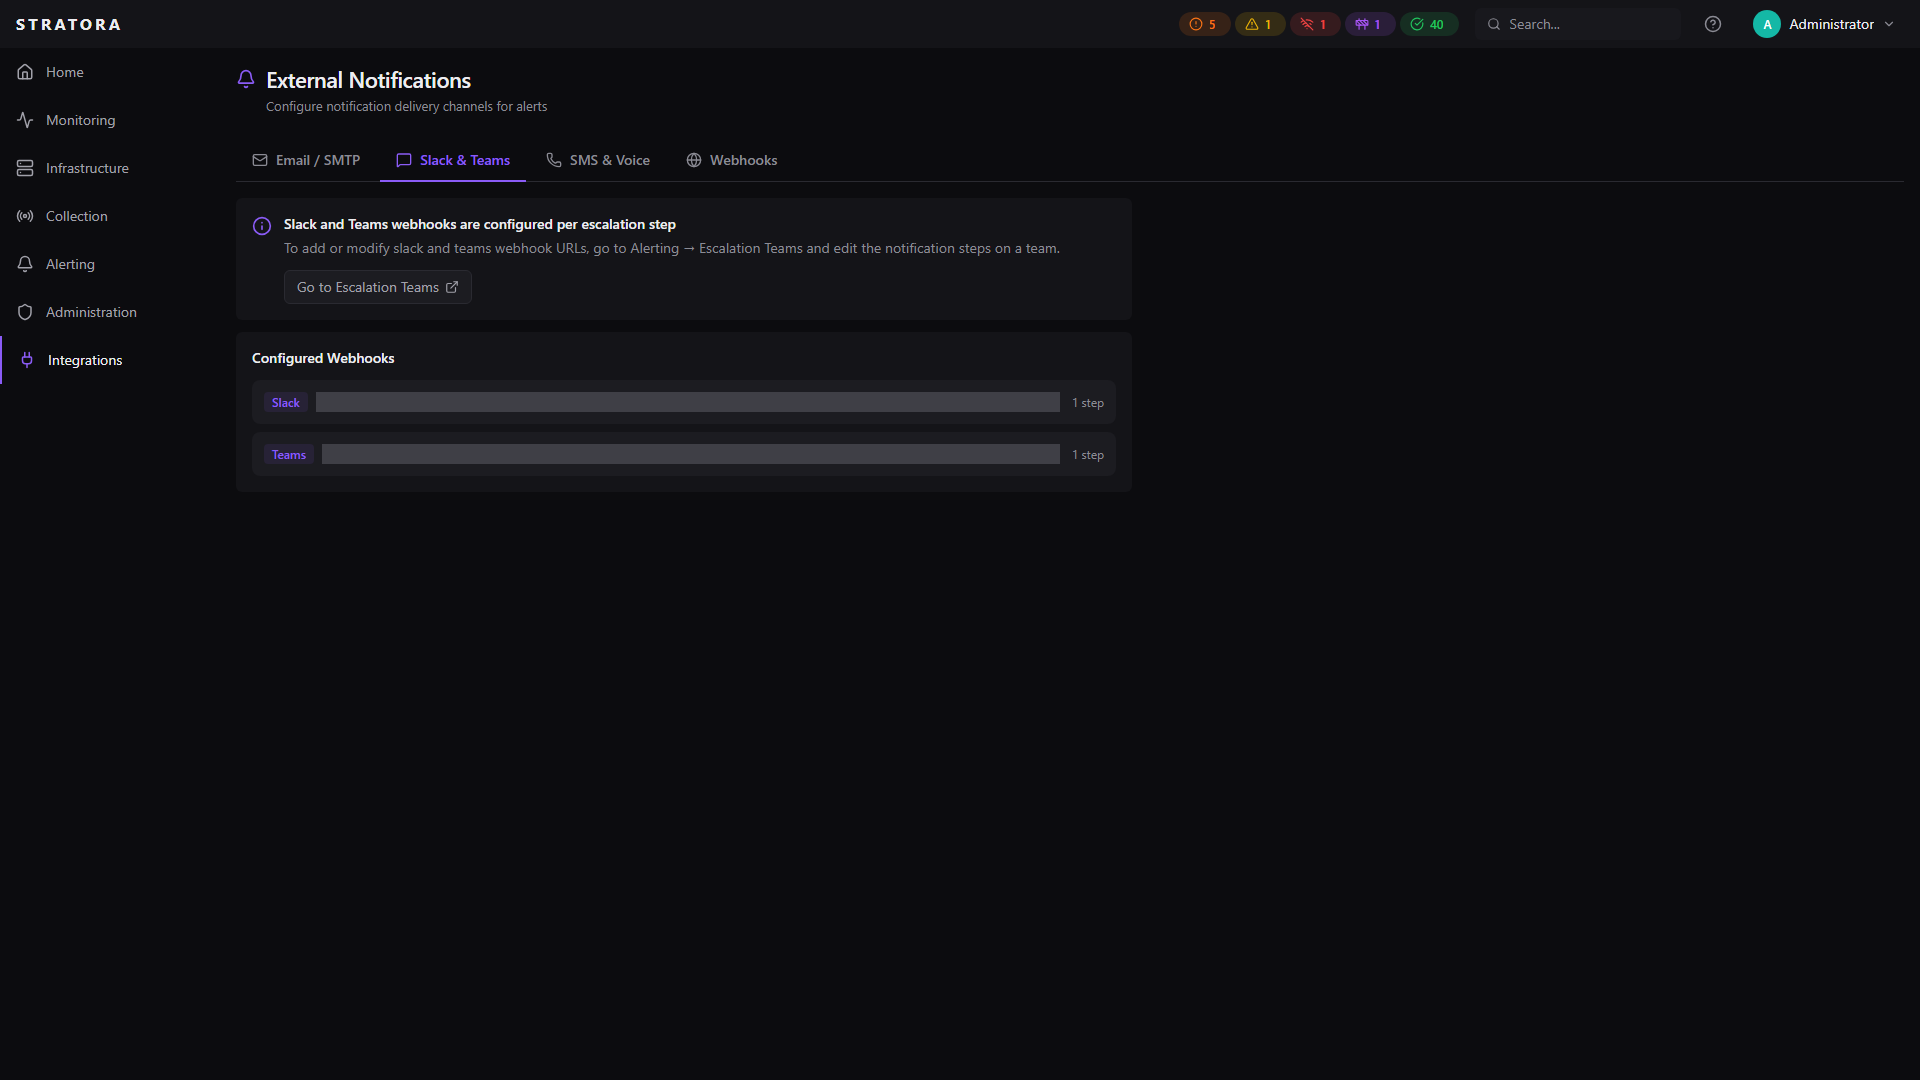 STRATORA
5
1
1
1
40
Search...
A
Administrator
Home
Monitoring
Infrastructure
Collection
Alerting
Administration
Integrations
External Notifications
Configure notification delivery channels for alerts
Email / SMTP
Slack & Teams
SMS & Voice
Webhooks
Slack and Teams webhooks are configured per escalation step
To add or modify slack and teams webhook URLs, go to Alerting → Escalation Teams and edit the notification steps on a team.
Go to Escalation Teams
Configured Webhooks
Slack
1 step
Teams
1 step